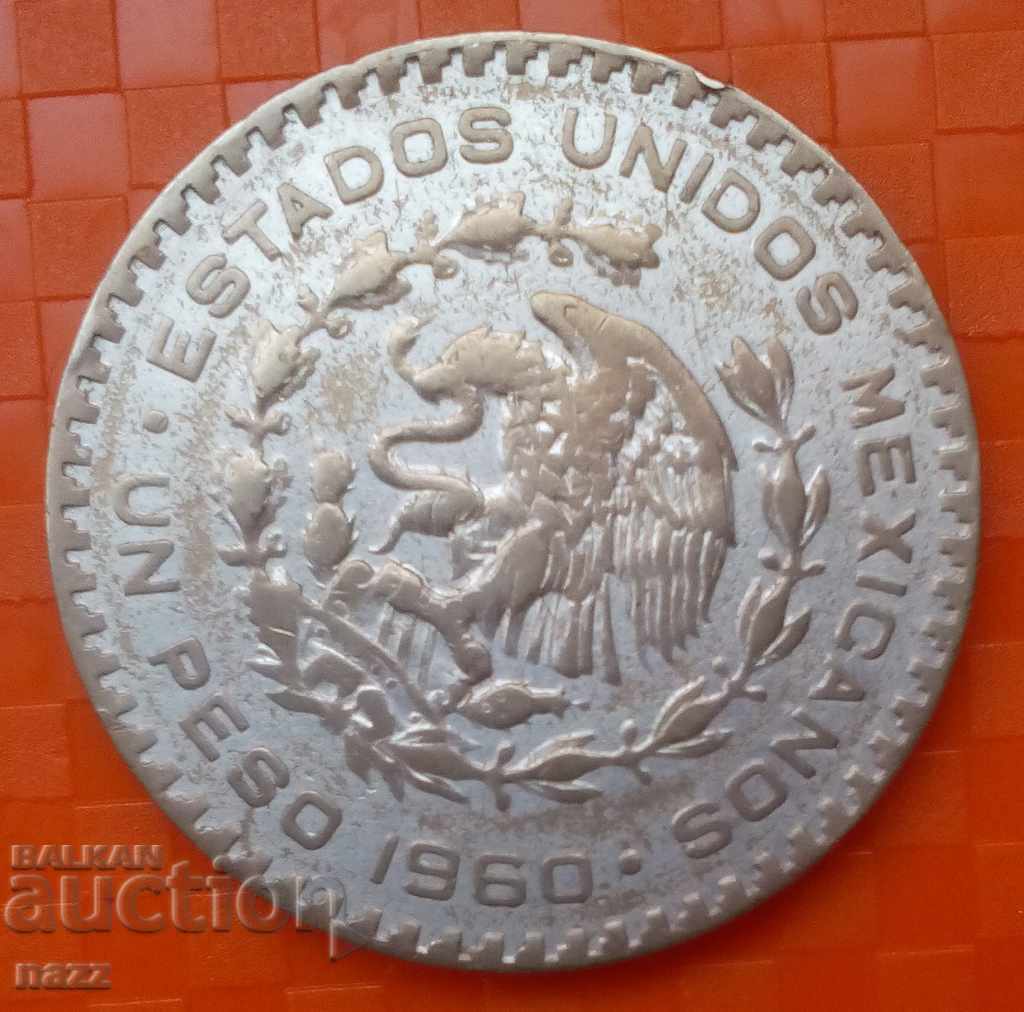 ESTADOS UNIDOS MEXICANOS
· UN PESO 1960 ·
BALKAN
auction
nazz